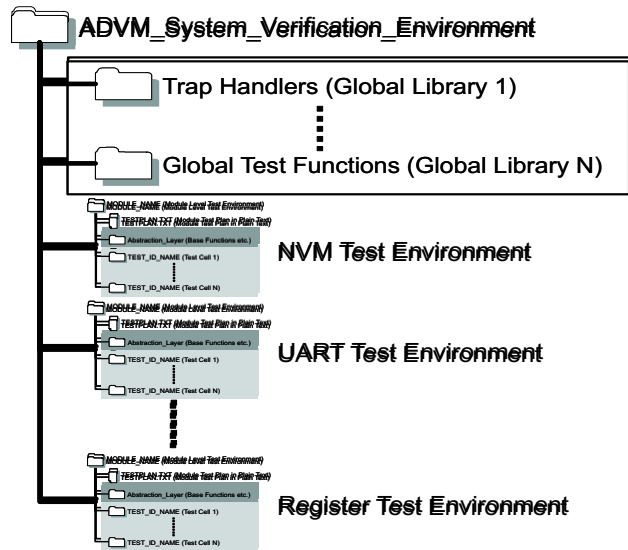 ADVM_System_Verification_Environment
Trap Handlers (Global Library 1)
Global Test Functions (Global Library N)
MODULE_NAME (Module Level Test Environment)
TESTPLAN.TXT (Module Test Plan in Plain Text)
Abstraction_Layer (Base Functions etc.)
TEST_ID_NAME (Test Cell 1)
TEST_ID_NAME (Test Cell N)
NVM Test Environment
MODULE_NAME (Module Level Test Environment)
TESTPLAN.TXT (Module Test Plan in Plain Text)
Abstraction_Layer (Base Functions etc.)
TEST_ID_NAME (Test Cell 1)
TEST_ID_NAME (Test Cell N)
UART Test Environment
MODULE_NAME (Module Level Test Environment)
TESTPLAN.TXT (Module Test Plan in Plain Text)
Abstraction_Layer (Base Functions etc.)
TEST_ID_NAME (Test Cell 1)
TEST_ID_NAME (Test Cell N)
Register Test Environment